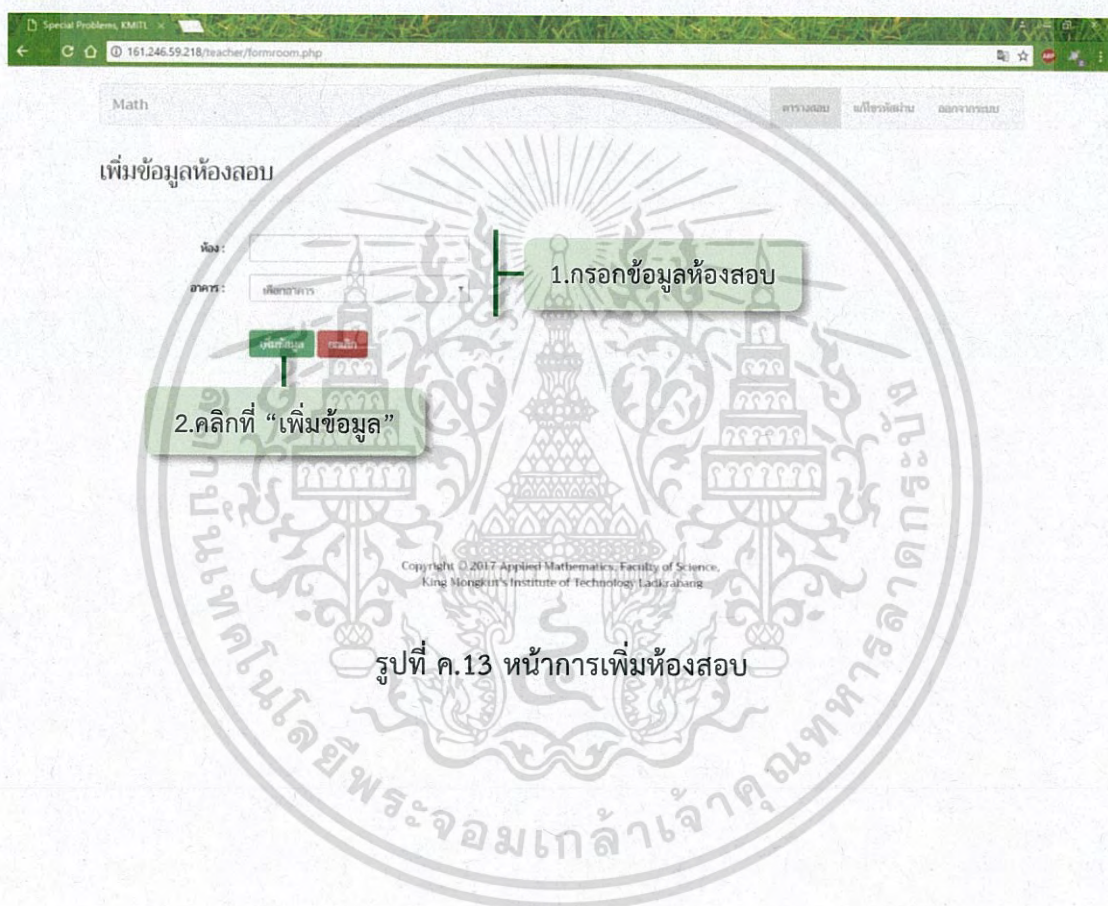 Special Problems, KMITL
161.246.59.218/teacher/formroom.php
Math
ตารางสอบ แก้ไขรหัสผ่าน ออกจากระบบ
เพิ่มข้อมูลห้องสอบ
ห้อง :
1.กรอกข้อมูลห้องสอบ
อาคาร : เลือกอาคาร
เพิ่มข้อมูล ยกเลิก
2.คลิกที่ “เพิ่มข้อมูล”
Copyright © 2017 Applied Mathematics, Faculty of Science,
King Mongkut's Institute of Technology Ladkrabang
รูปที่ ค.13 หน้าการเพิ่มห้องสอบ
สถาบันเทคโนโลยีพระจอมเกล้าเจ้าคุณทหารลาดกระบัง